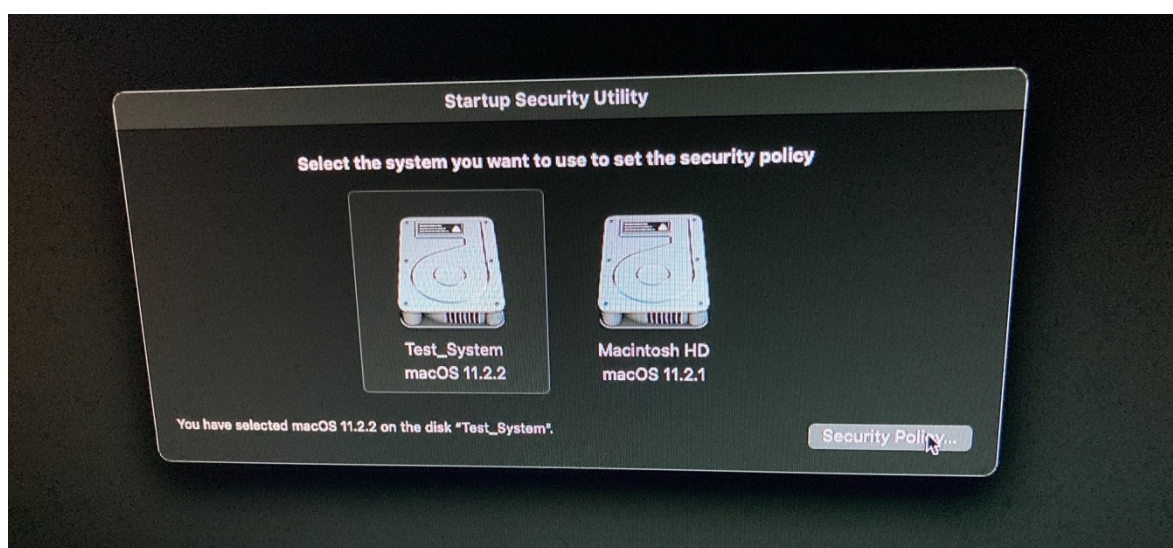 Startup Security Utility
Select the system you want to use to set the security policy
Test_System
macOS 11.2.2
Macintosh HD
macOS 11.2.1
You have selected macOS 11.2.2 on the disk "Test_System".
Security Policy...